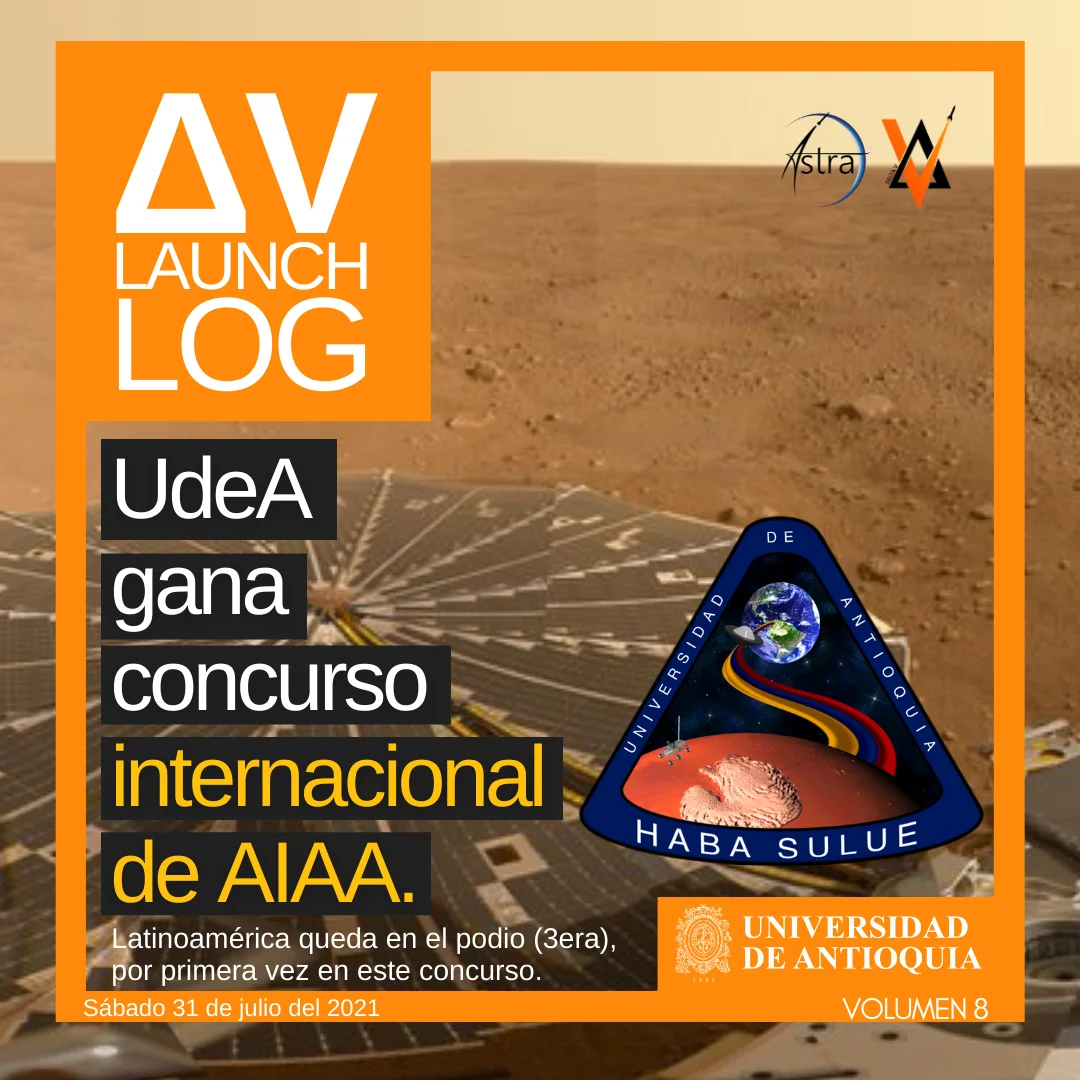 ΔV
LAUNCH
LOG
Astra
UdeA
gana
concurso
internacional
de AIAA.
Latinoamérica queda en el podio (3era),
por primera vez en este concurso.
UNIVERSIDAD
DE
ANTIOQUIA
HABA SULUE
UNIVERSIDAD
DE ANTIOQUIA
1803
Sábado 31 de julio del 2021
VOLUMEN 8